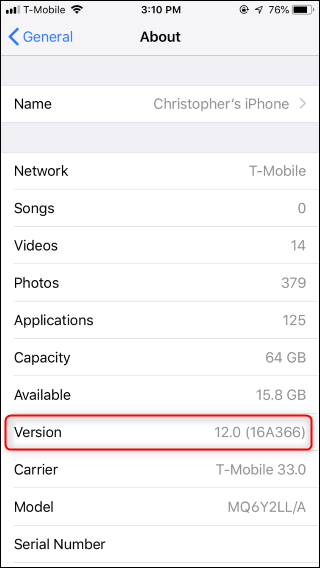 T-Mobile 3:10 PM 76%
General About
Name Christopher's iPhone
Network T-Mobile
Songs 0
Videos 14
Photos 379
Applications 125
Capacity 64 GB
Available 15.8 GB
Version 12.0 (16A366)
Carrier T-Mobile 33.0
Model MQ6Y2LL/A
Serial Number